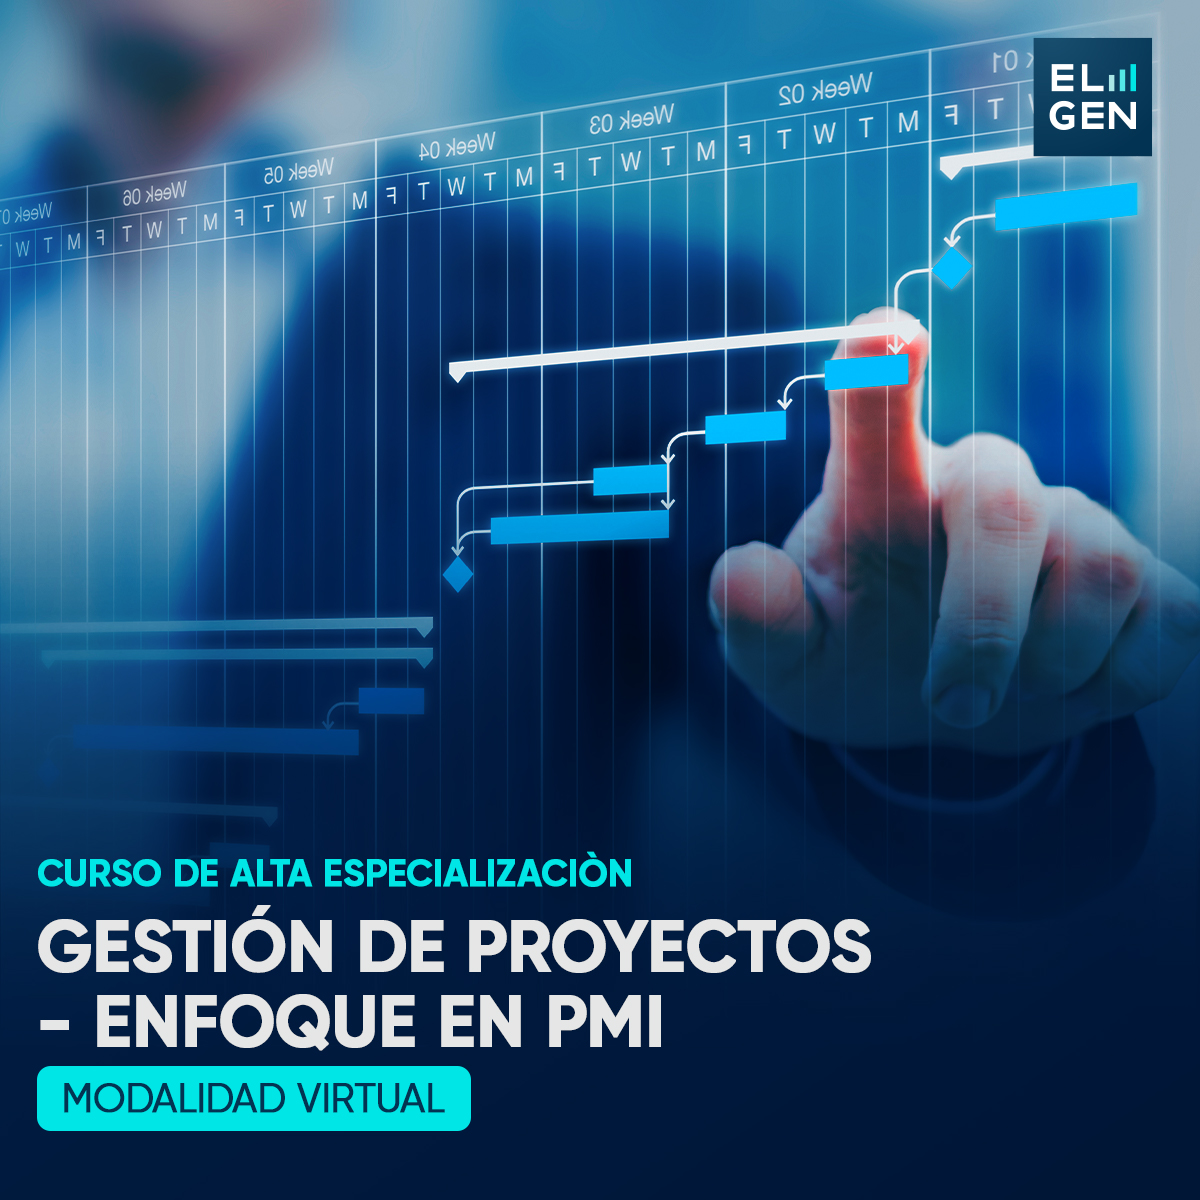 Week 01
Week 02
Week 03
Week 04
Week 05
Week 06
Week
F T
M T W T F
M T W T F
M T W T F
M T W T F
M T W T F
M T W
EL
GEN
CURSO DE ALTA ESPECIALIZACIÒN
GESTIÓN DE PROYECTOS
- ENFOQUE EN PMI
MODALIDAD VIRTUAL